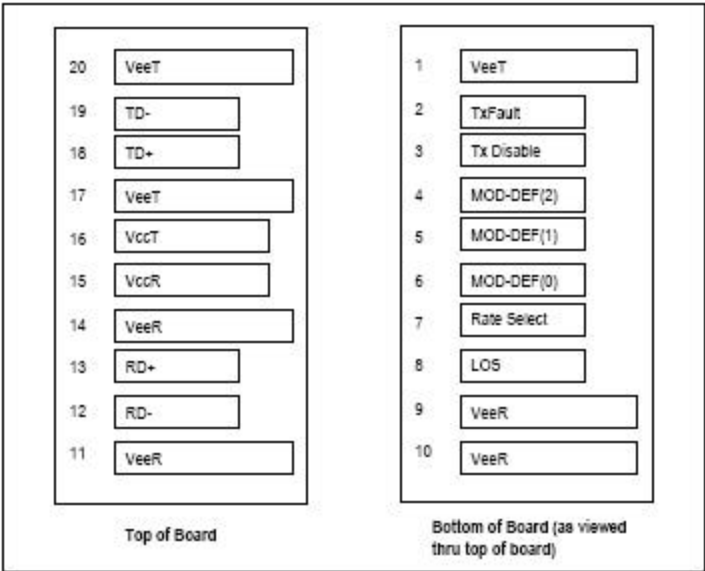 20 VeeT
19 TD-
18 TD+
17 VeeT
16 VccT
15 VccR
14 VeeR
13 RD+
12 RD-
11 VeeR
Top of Board
1 VeeT
2 TxFault
3 Tx Disable
4 MOD-DEF(2)
5 MOD-DEF(1)
6 MOD-DEF(0)
7 Rate Select
8 LOS
9 VeeR
10 VeeR
Bottom of Board (as viewed
thru top of board)